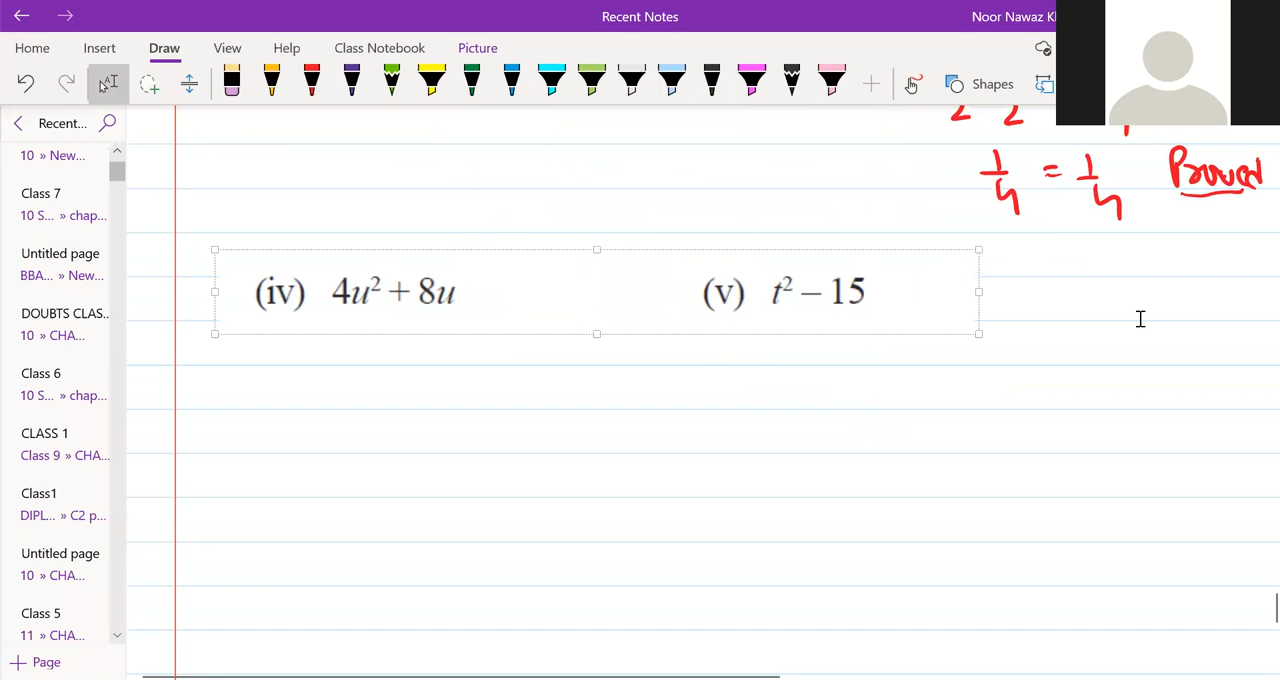 Recent Notes
Noor Nawaz
Home Insert Draw View Help Class Notebook Picture
Shapes
Recent...
10 » New...
Class 7
10 S... » chap...
Untitled page
BBA... » New...
DOUBTS CLAS..
10 » CHA...
Class 6
10 S... » chap...
CLASS 1
Class 9 » CHA...
Class1
DIPL... » C2 p...
Untitled page
10 » CHA...
Class 5
11 » CHA...
Page
2 2
1/4 = 1/4 Proved
(iv) 4u² + 8u (v) t² – 15